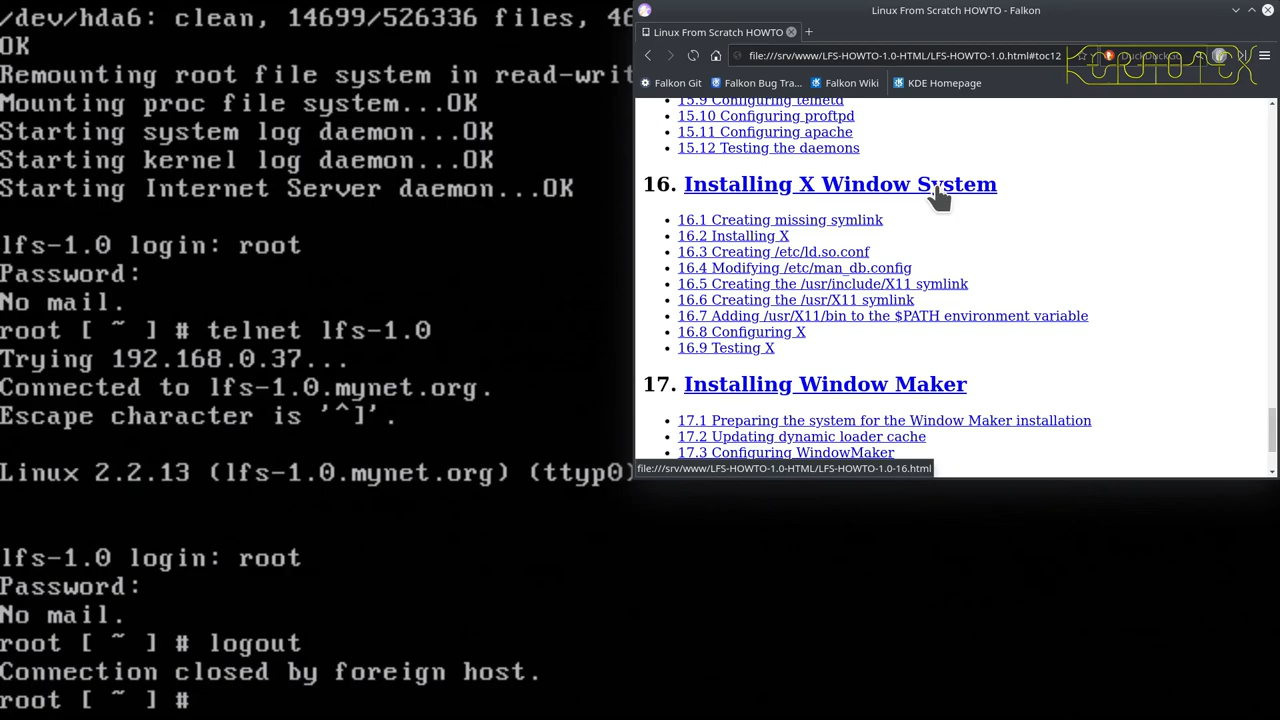 /dev/hda6: clean, 14699/526336 files, 46
OK
Remounting root file system in read-writ
Mounting proc file system...OK
Starting system log daemon...OK
Starting kernel log daemon...OK
Starting Internet Server daemon...OK
lfs-1.0 login: root
Password:
No mail.
root [ ~ ] # telnet lfs-1.0
Trying 192.168.0.37...
Connected to lfs-1.0.mynet.org.
Escape character is '^]'.
Linux 2.2.13 (lfs-1.0.mynet.org) (ttyp0)
lfs-1.0 login: root
Password:
No mail.
root [ ~ ] # logout
Connection closed by foreign host.
root [ ~ ] #
Linux From Scratch HOWTO - Falkon
Linux From Scratch HOWTO
file:///srv/www/LFS-HOWTO-1.0-HTML/LFS-HOWTO-1.0.html#toc12
Falkon Git
Falkon Bug Tra...
Falkon Wiki
KDE Homepage
15.9 Configuring telnetd
15.10 Configuring proftpd
15.11 Configuring apache
15.12 Testing the daemons
16. Installing X Window System
16.1 Creating missing symlink
16.2 Installing X
16.3 Creating /etc/ld.so.conf
16.4 Modifying /etc/man_db.config
16.5 Creating the /usr/include/X11 symlink
16.6 Creating the /usr/X11 symlink
16.7 Adding /usr/X11/bin to the $PATH environment variable
16.8 Configuring X
16.9 Testing X
17. Installing Window Maker
17.1 Preparing the system for the Window Maker installation
17.2 Updating dynamic loader cache
17.3 Configuring WindowMaker
file:///srv/www/LFS-HOWTO-1.0-HTML/LFS-HOWTO-1.0-16.html